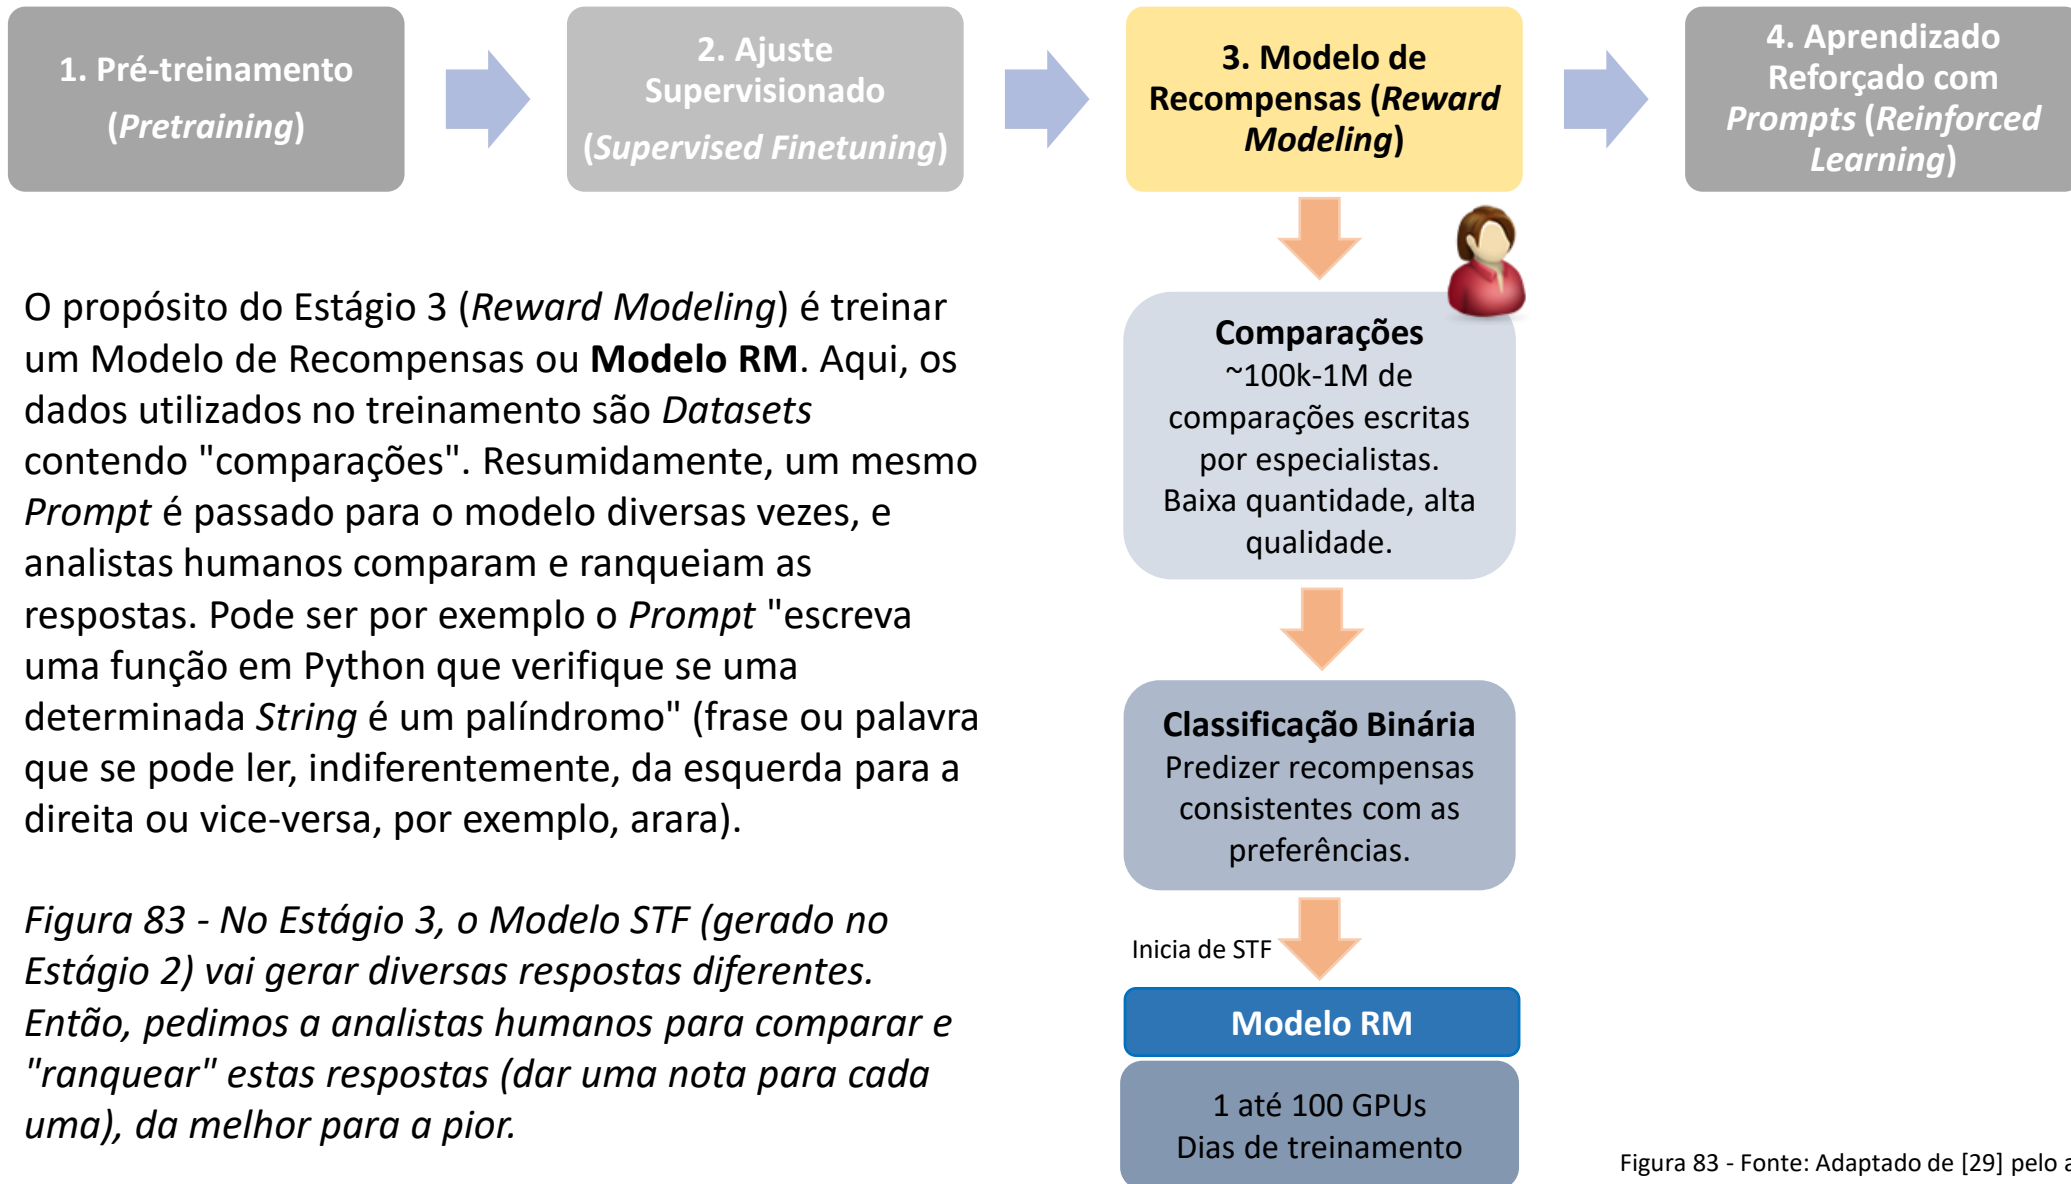 1. Pré-treinamento
(Pretraining)
2. Ajuste
Supervisionado
(Supervised Finetuning)
3. Modelo de
Recompensas (Reward
Modeling)
4. Aprendizado
Reforçado com
Prompts (Reinforced
Learning)
O propósito do Estágio 3 (Reward Modeling) é treinar
um Modelo de Recompensas ou Modelo RM. Aqui, os
dados utilizados no treinamento são Datasets
contendo "comparações". Resumidamente, um mesmo
Prompt é passado para o modelo diversas vezes, e
analistas humanos comparam e ranqueiam as
respostas. Pode ser por exemplo o Prompt "escreva
uma função em Python que verifique se uma
determinada String é um palíndromo" (frase ou palavra
que se pode ler, indiferentemente, da esquerda para a
direita ou vice-versa, por exemplo, arara).
Figura 83 - No Estágio 3, o Modelo STF (gerado no
Estágio 2) vai gerar diversas respostas diferentes.
Então, pedimos a analistas humanos para comparar e
"ranquear" estas respostas (dar uma nota para cada
uma), da melhor para a pior.
Comparações
~100k-1M de
comparações escritas
por especialistas.
Baixa quantidade, alta
qualidade.
Classificação Binária
Predizer recompensas
consistentes com as
preferências.
Inicia de STF
Modelo RM
1 até 100 GPUs
Dias de treinamento
Figura 83 - Fonte: Adaptado de [29] pelo